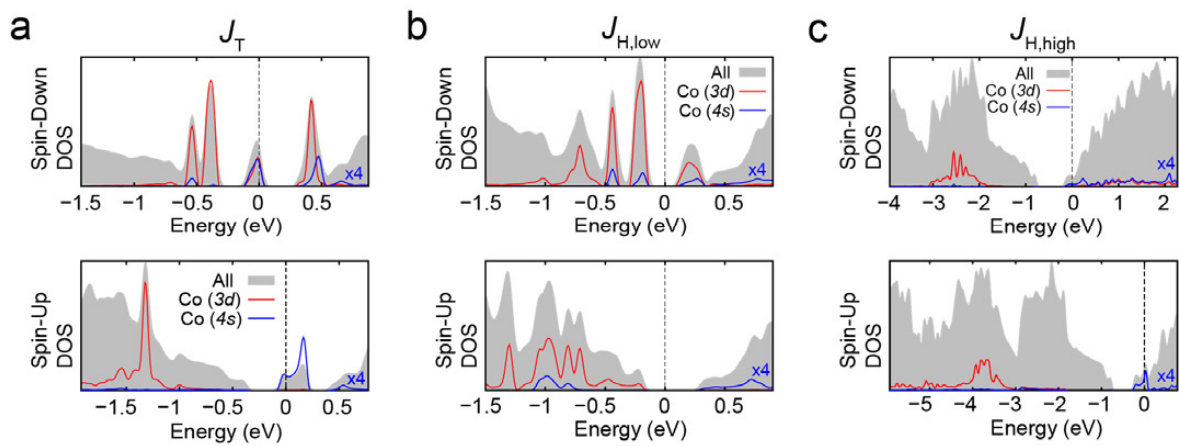 a
J_T
Spin-Down DOS
All
Co (3d)
Co (4s)
x4
−1.5 −1 −0.5 0 0.5
Energy (eV)
Spin-Up DOS
All
Co (3d)
Co (4s)
x4
−1 −0.5 0 0.5
Energy (eV)
b
J_H,low
Spin-Down DOS
All
Co (3d)
Co (4s)
x4
−1.5 −1 −0.5 0 0.5
Energy (eV)
Spin-Up DOS
x4
−1.5 −1 −0.5 0 0.5
Energy (eV)
c
J_H,high
Spin-Down DOS
All
Co (3d)
Co (4s)
x4
−4 −3 −2 −1 0 1 2
Energy (eV)
Spin-Up DOS
x4
−5 −4 −3 −2 −1 0
Energy (eV)